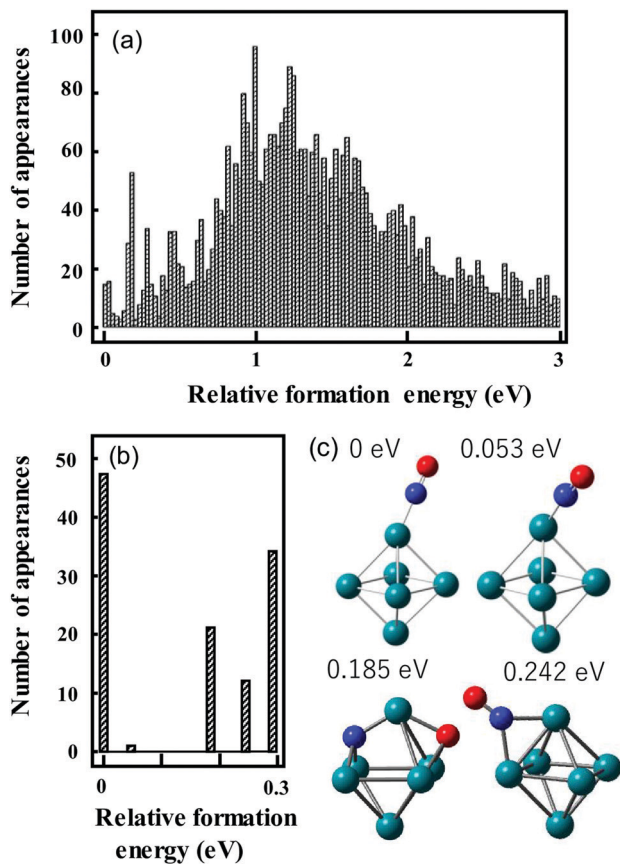 (a)
Number of appearances
100
80
60
40
20
0
0 1 2 3
Relative formation energy (eV)
(b)
Number of appearances
50
40
30
20
10
0
0 0.3
Relative formation
energy (eV)
(c) 0 eV 0.053 eV
0.185 eV 0.242 eV